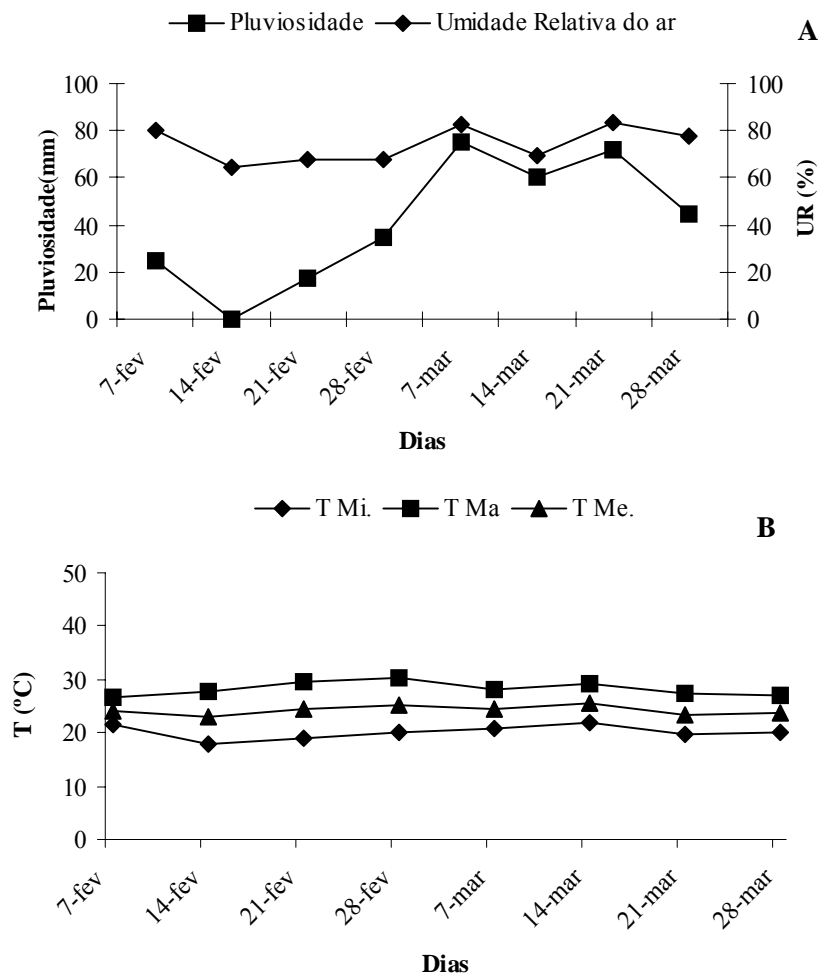 Pluviosidade Umidade Relativa do ar
A
100 100
80 80
60 60
40 40
20 20
0 0
Pluviosidade(mm)
UR (%)
7-fev 14-fev 21-fev 28-fev 7-mar 14-mar 21-mar 28-mar
Dias
T Mi. T Ma T Me.
B
50
40
30
20
10
0
T (ºC)
7-fev 14-fev 21-fev 28-fev 7-mar 14-mar 21-mar 28-mar
Dias